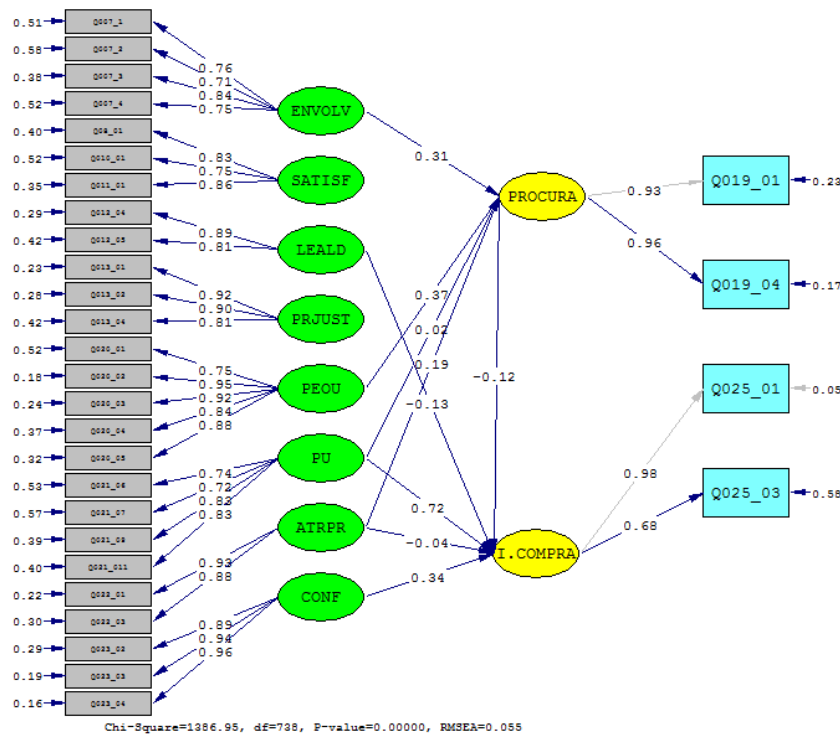 0.51 Q007_1
0.58 Q007_2
0.38 Q007_3
0.52 Q007_4
0.40 Q08_01
0.52 Q010_01
0.35 Q011_01
0.29 Q012_04
0.42 Q012_05
0.23 Q013_01
0.28
0.42 Q013_04
0.52 Q030_01
0.18 Q030_02
0.24 Q030_03
0.37 Q030_04
0.32 Q030_05
0.53 Q031_06
0.57 Q031_07
0.39
0.40 Q031_011
0.22
0.30
0.29
0.19
0.16
0.76
0.71
0.84
0.75
0.83
0.75
0.86
0.89
0.81
0.92
0.90
0.81
0.75
0.95
0.92
0.84
0.88
0.74
0.72
0.82
0.83
0.93
0.88
0.89
0.94
0.96
ENVOLV
SATISF
LEALD
PRJUST
PEOU
PU
ATRPR
CONF
0.31
0.37
0.02
0.19
-0.13
-0.12
0.72
-0.04
0.34
PROCURA
I.COMPRA
0.93
0.96
0.98
0.68
Q019_01 0.23
Q019_04 0.17
Q025_01 0.05
Q025_03 0.58
Chi-Square=1386.95, df=738, P-value=0.00000, RMSEA=0.055